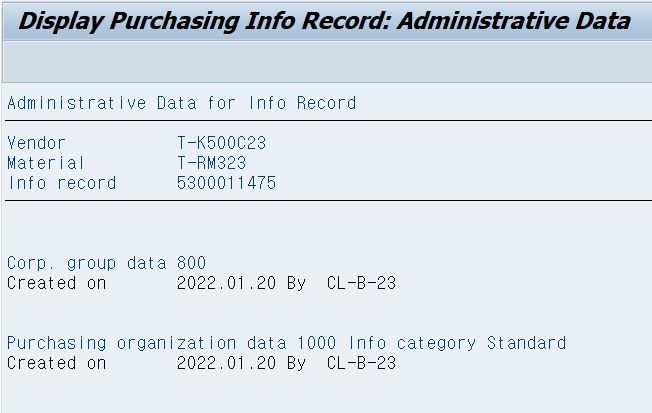 Display Purchasing Info Record: Administrative Data
Administrative Data for Info Record
Vendor T-K500C23
Material T-RM323
Info record 5300011475
Corp. group data 800
Created on 2022.01.20 By CL-B-23
Purchasing organization data 1000 Info category Standard
Created on 2022.01.20 By CL-B-23